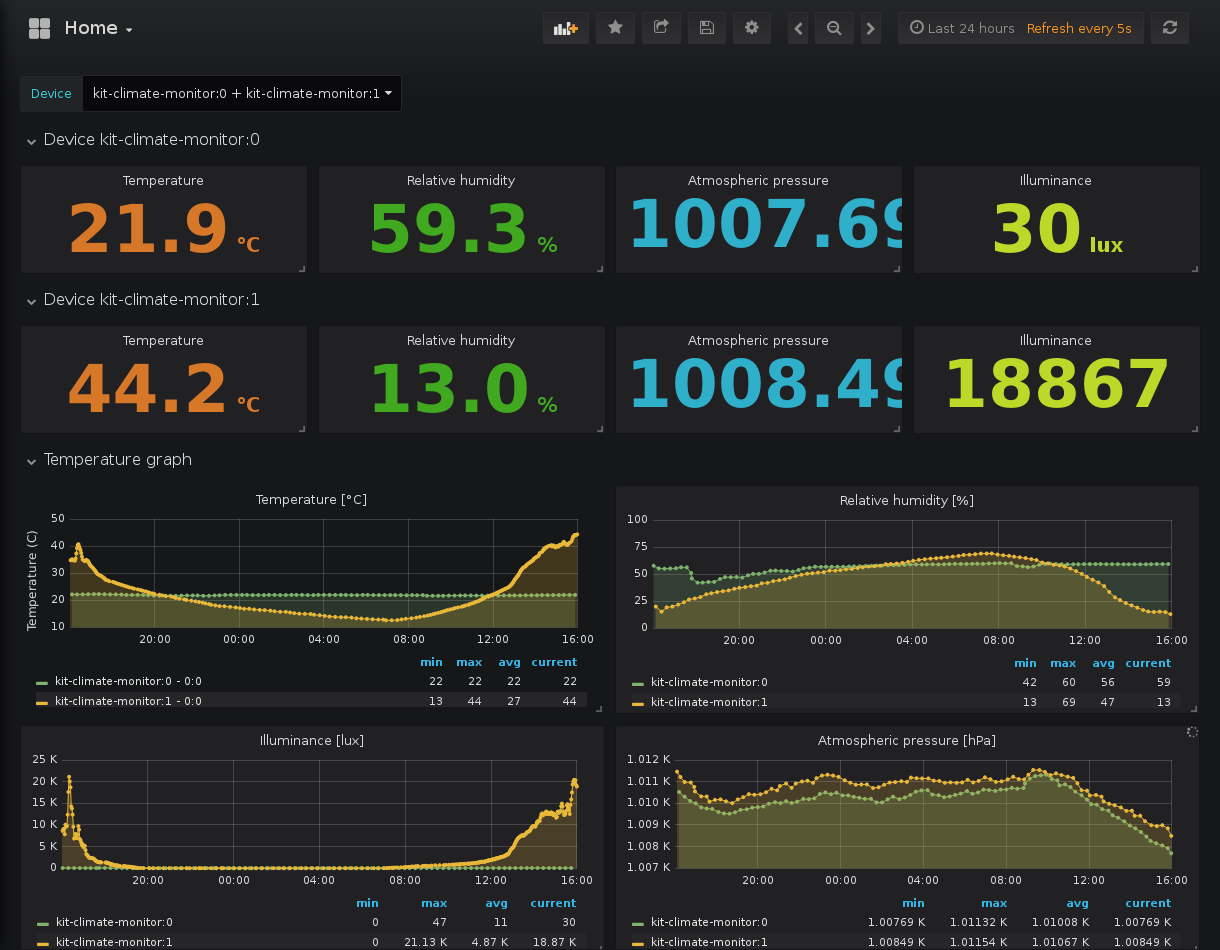 Home
Last 24 hours Refresh every 5s
Device kit-climate-monitor:0 + kit-climate-monitor:1
Device kit-climate-monitor:0
Temperature Relative humidity Atmospheric pressure Illuminance
21.9 °C 59.3 % 1007.69 30 lux
Device kit-climate-monitor:1
Temperature Relative humidity Atmospheric pressure Illuminance
44.2 °C 13.0 % 1008.49 18867
Temperature graph
Temperature [°C]
Temperature (C)
50
40
30
20
10
20:00 00:00 04:00 08:00 12:00 16:00
min max avg current
kit-climate-monitor:0 - 0:0 22 22 22 22
kit-climate-monitor:1 - 0:0 13 44 27 44
Relative humidity [%]
100
75
50
25
0
20:00 00:00 04:00 08:00 12:00 16:00
min max avg current
kit-climate-monitor:0 42 60 56 59
kit-climate-monitor:1 13 69 47 13
Illuminance [lux]
25 K
20 K
15 K
10 K
5 K
0
20:00 00:00 04:00 08:00 12:00 16:00
min max avg current
kit-climate-monitor:0 0 47 11 30
kit-climate-monitor:1 0 21.13 K 4.87 K 18.87 K
Atmospheric pressure [hPa]
1.012 K
1.011 K
1.010 K
1.009 K
1.008 K
1.007 K
20:00 00:00 04:00 08:00 12:00 16:00
min max avg current
kit-climate-monitor:0 1.00769 K 1.01132 K 1.01008 K 1.00769 K
kit-climate-monitor:1 1.00849 K 1.01154 K 1.01067 K 1.00849 K